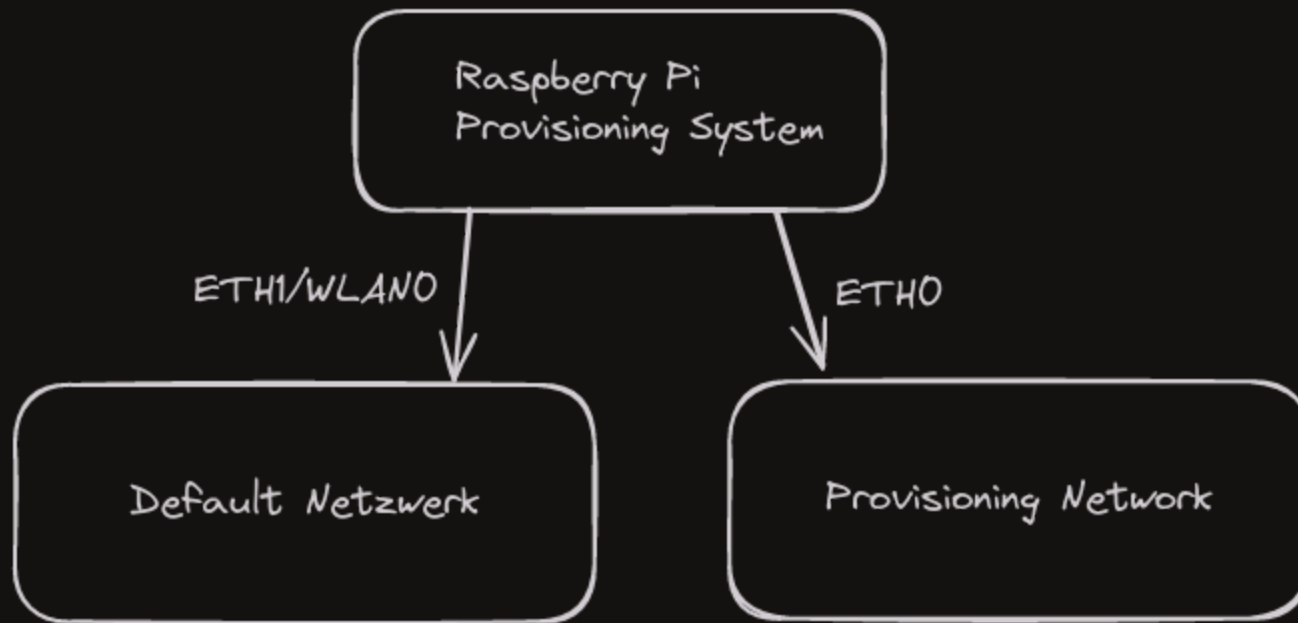 Raspberry Pi
Provisioning System
ETH1/WLAN0
ETH0
Default Netzwerk
Provisioning Network